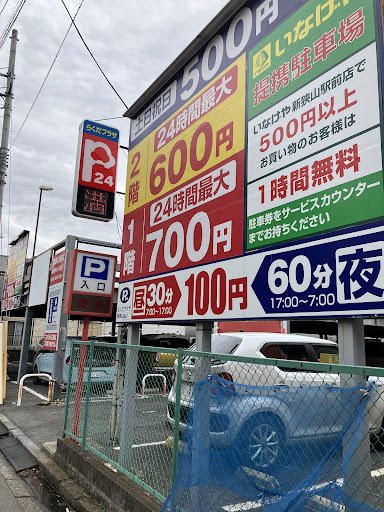 らくだプラザ
P
24
P
入口
土日祝日 500円
2階 24時間最大
600円
1階 24時間最大
700円
昼 30分 100円
7:00〜17:00
60分 夜
17:00〜7:00
いなげや
提携駐車場
いなげや新狭山駅前店で
500円以上
お買い物のお客様は
1時間無料
駐車券をサービスカウンター
までお持ちください